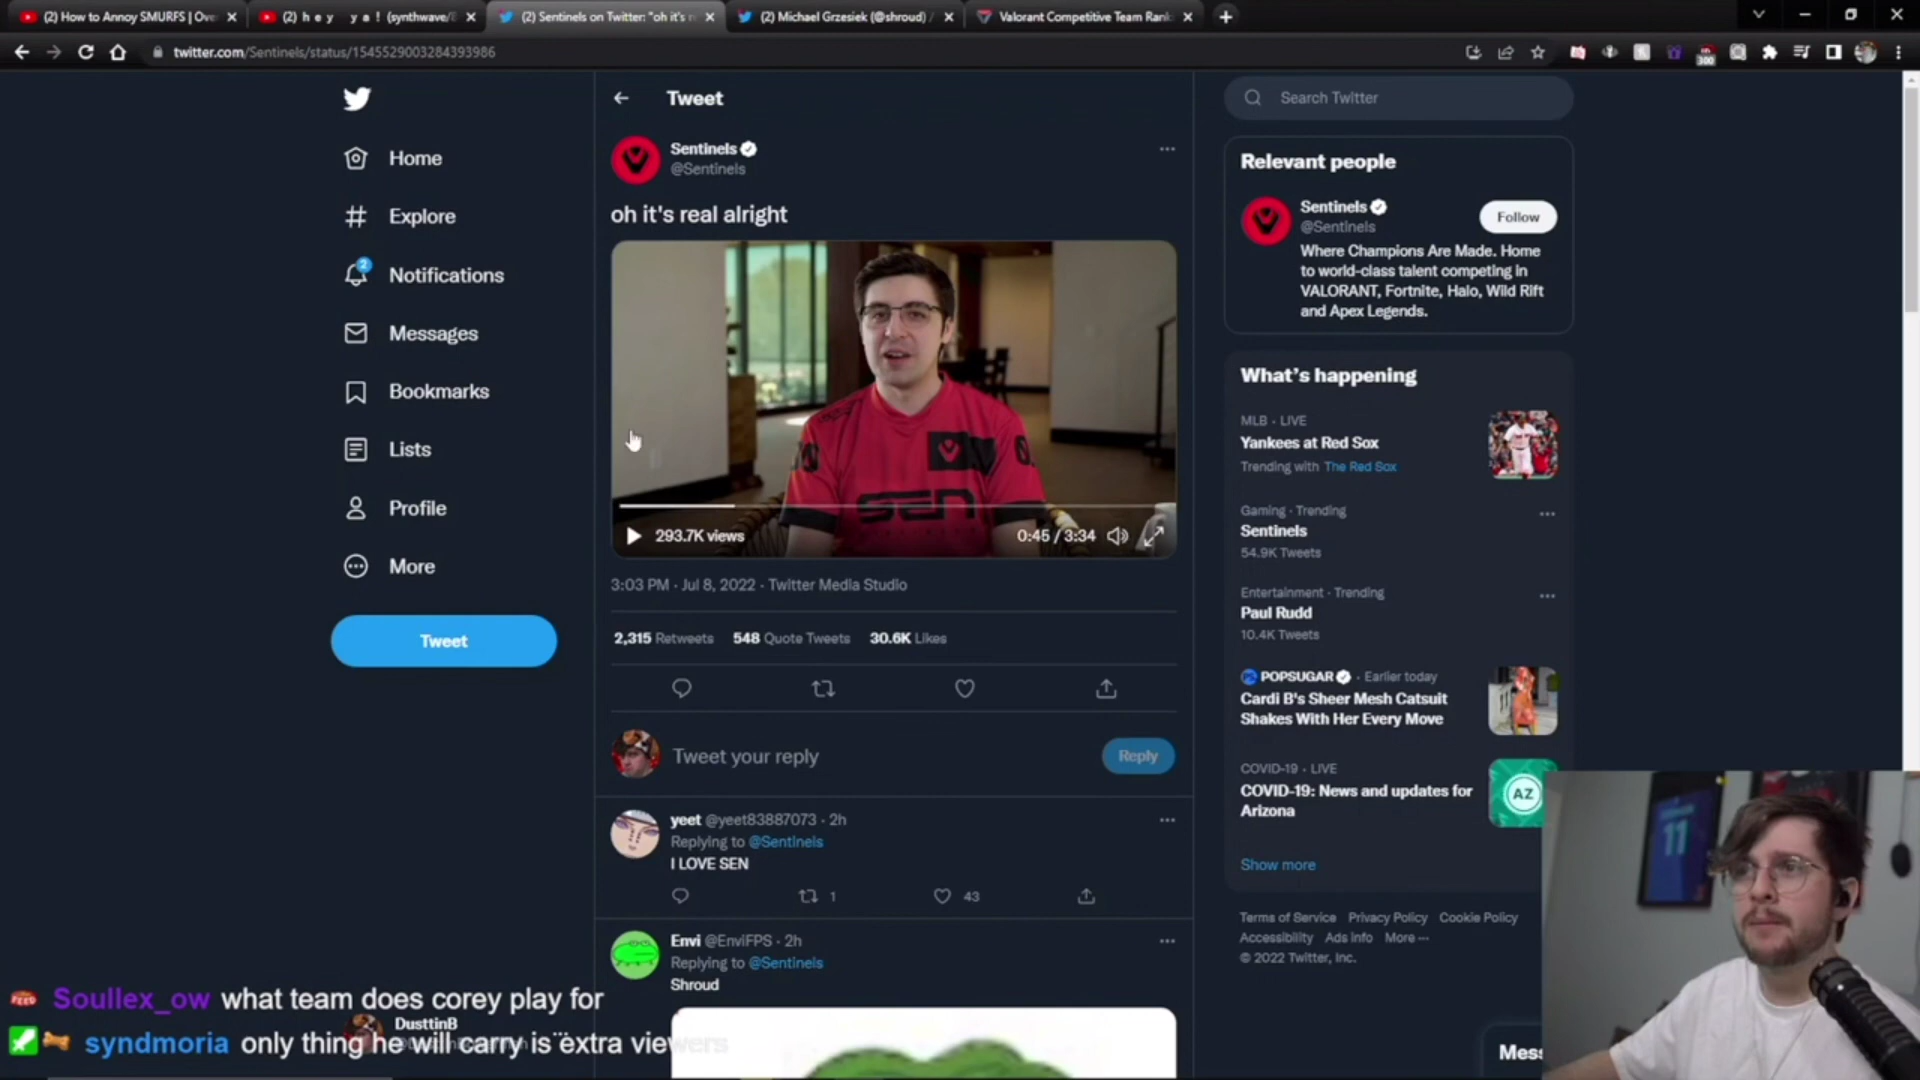 (2) How to Annoy SMURFS | Ove
(2) h e y y a ! (synthwave/8
(2) Sentinels on Twitter: "oh it's r
(2) Michael Grzesiek (@shroud) /
Valorant Competitive Team Rank
twitter.com/Sentinels/status/1545529003284393986
300
Home
Explore
2
Notifications
Messages
Bookmarks
Lists
Profile
More
Tweet
Tweet
Sentinels
@Sentinels
oh it's real alright
sen
293.7K views
0:45 / 3:34
3:03 PM · Jul 8, 2022 · Twitter Media Studio
2,315 Retweets 548 Quote Tweets 30.6K Likes
Tweet your reply
Reply
yeet @yeet83887073 · 2h
Replying to @Sentinels
I LOVE SEN
1
43
Envi @EnviFPS · 2h
Replying to @Sentinels
Shroud
Search Twitter
Relevant people
Sentinels
@Sentinels
Follow
Where Champions Are Made. Home
to world-class talent competing in
VALORANT, Fortnite, Halo, Wild Rift
and Apex Legends.
What's happening
MLB · LIVE
Yankees at Red Sox
Trending with The Red Sox
Gaming · Trending
Sentinels
54.9K Tweets
Entertainment · Trending
Paul Rudd
10.4K Tweets
POPSUGAR · Earlier today
Cardi B's Sheer Mesh Catsuit
Shakes With Her Every Move
COVID-19 · LIVE
COVID-19: News and updates for
Arizona
AZ
Show more
Terms of Service Privacy Policy Cookie Policy
Accessibility Ads info More ···
© 2022 Twitter, Inc.
Mess
11
FEED
Soullex_ow what team does corey play for
DusttinB
syndmoria only thing he will carry is extra viewers